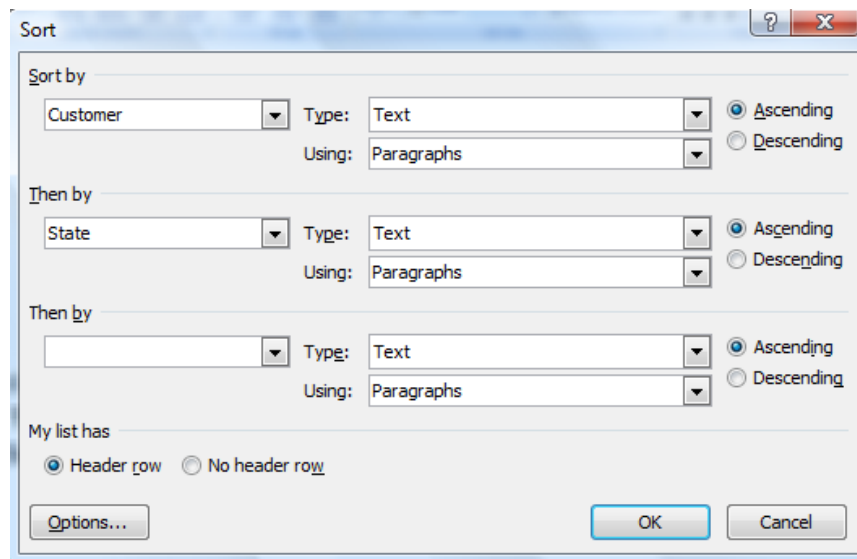 Sort
Sort by
Customer Type: Text Ascending
Using: Paragraphs Descending
Then by
State Type: Text Ascending
Using: Paragraphs Descending
Then by
Type: Text Ascending
Using: Paragraphs Descending
My list has
Header row No header row
Options... OK Cancel